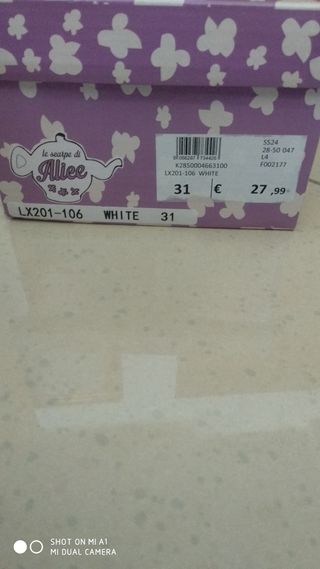 le scarpe di
Alice
LX201-106 WHITE 31
K2850004663100
LX201-106 WHITE
31 € 27,99
SS24
28-50 047
L4
F002177
SHOT ON MI A1
MI DUAL CAMERA